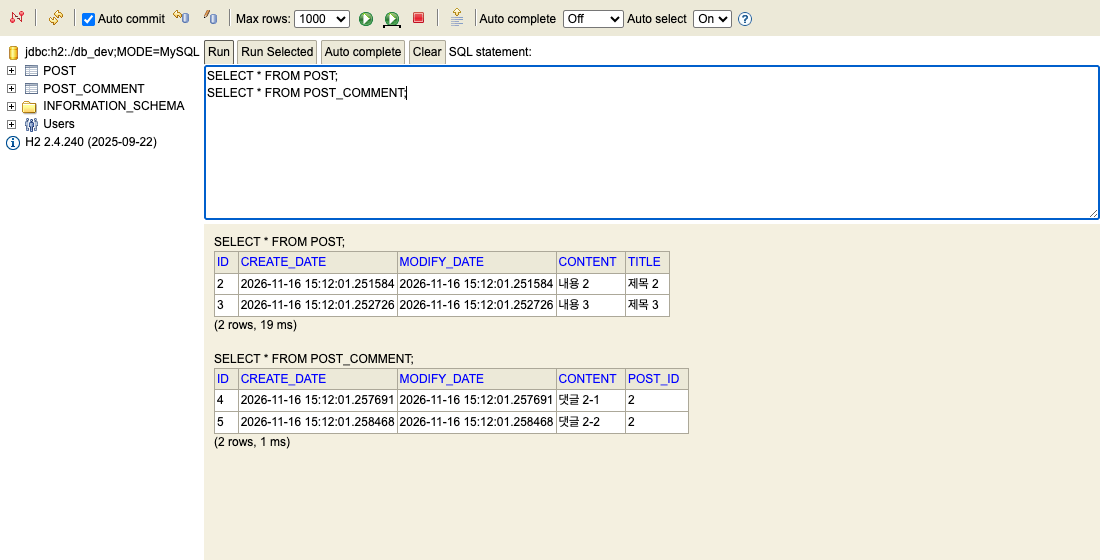 Auto commit Max rows: 1000 Auto complete Off Auto select On ?
jdbc:h2:./db_dev;MODE=MySQL
POST
POST_COMMENT
INFORMATION_SCHEMA
Users
H2 2.4.240 (2025-09-22)
Run Run Selected Auto complete Clear SQL statement:
SELECT * FROM POST;
SELECT * FROM POST_COMMENT;
SELECT * FROM POST;
ID CREATE_DATE MODIFY_DATE CONTENT TITLE
2 2026-11-16 15:12:01.251584 2026-11-16 15:12:01.251584 내용 2 제목 2
3 2026-11-16 15:12:01.252726 2026-11-16 15:12:01.252726 내용 3 제목 3
(2 rows, 19 ms)
SELECT * FROM POST_COMMENT;
ID CREATE_DATE MODIFY_DATE CONTENT POST_ID
4 2026-11-16 15:12:01.257691 2026-11-16 15:12:01.257691 댓글 2-1 2
5 2026-11-16 15:12:01.258468 2026-11-16 15:12:01.258468 댓글 2-2 2
(2 rows, 1 ms)